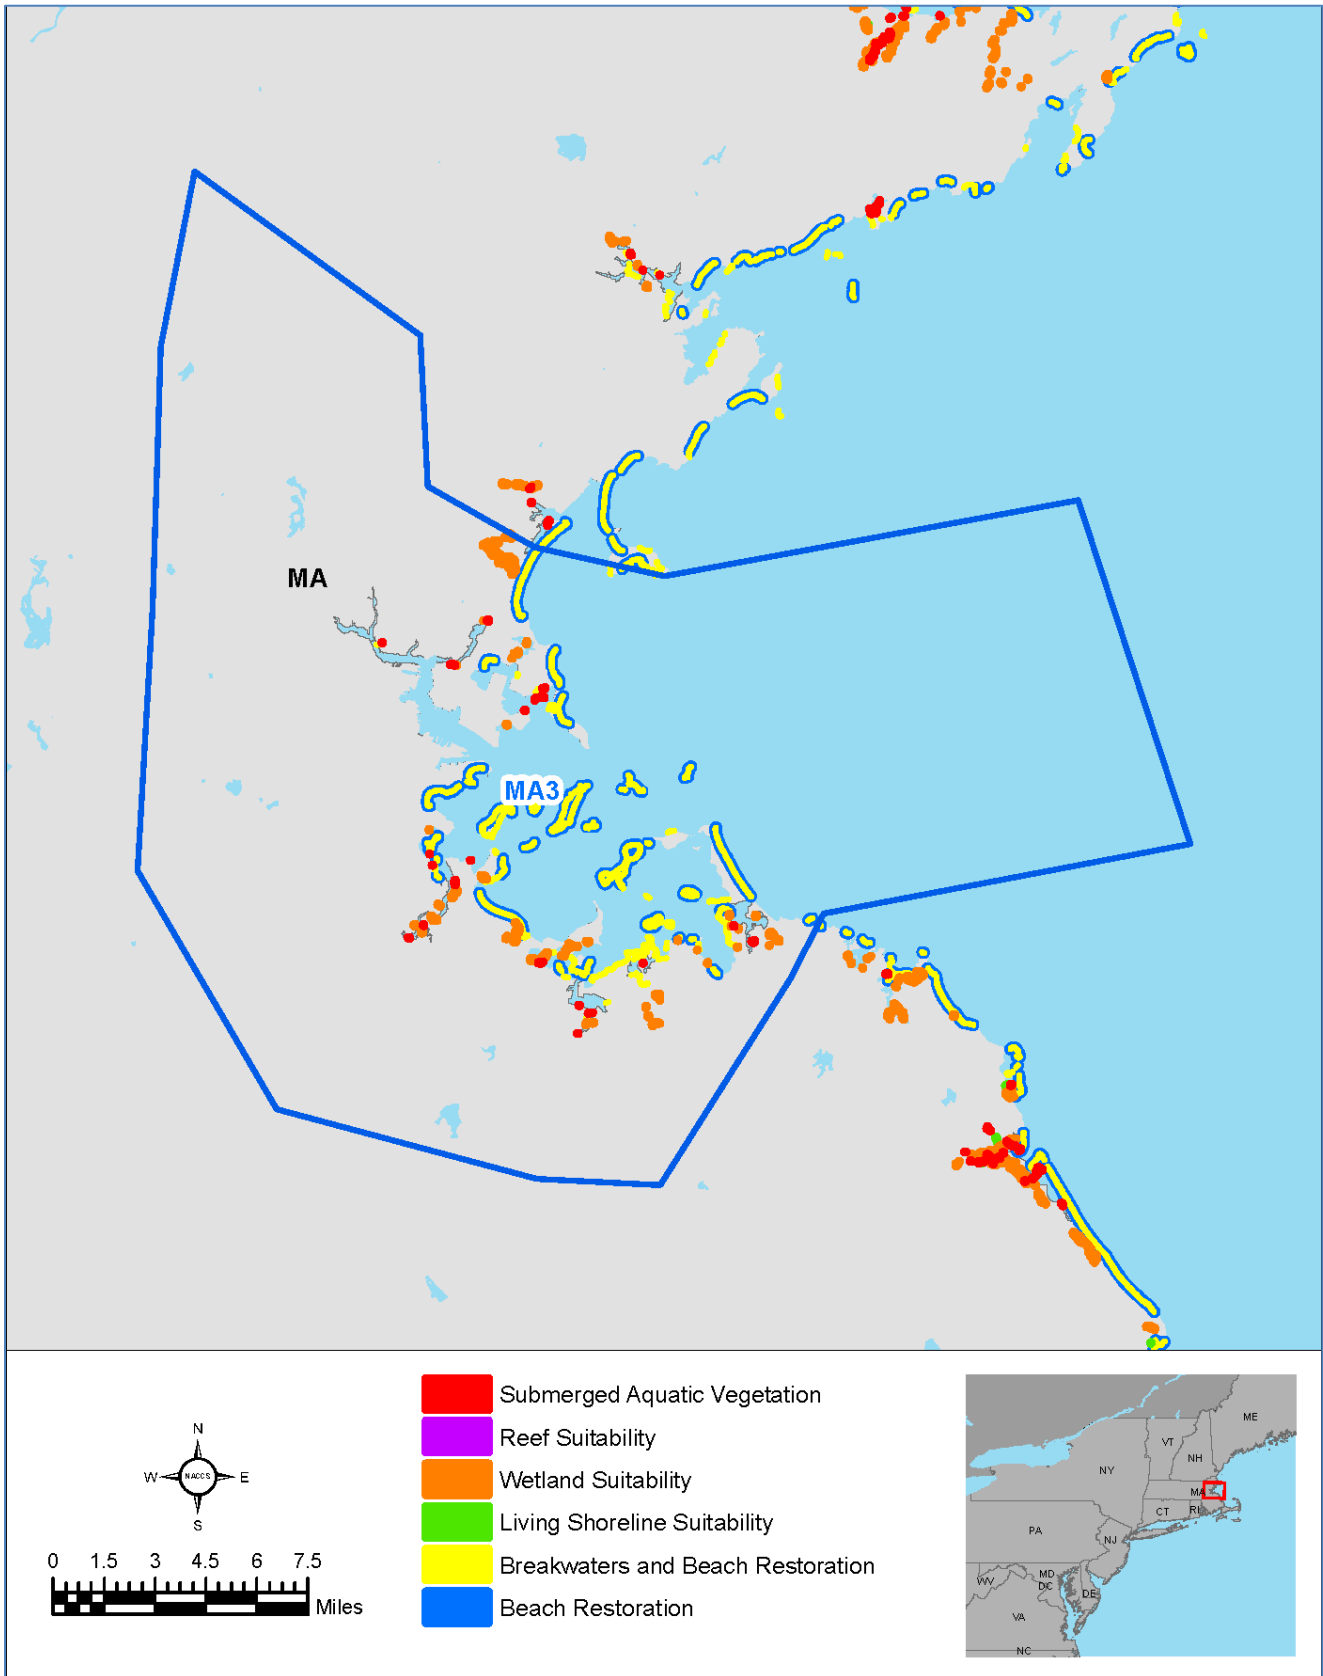 MA
MA3
N
W
NACCS
E
S
0 1.5 3 4.5 6 7.5
Miles
Submerged Aquatic Vegetation
Reef Suitability
Wetland Suitability
Living Shoreline Suitability
Breakwaters and Beach Restoration
Beach Restoration
ME
VT
NH
NY
MA
CT
RI
PA
NJ
MD
DC
WV
DE
VA
NC